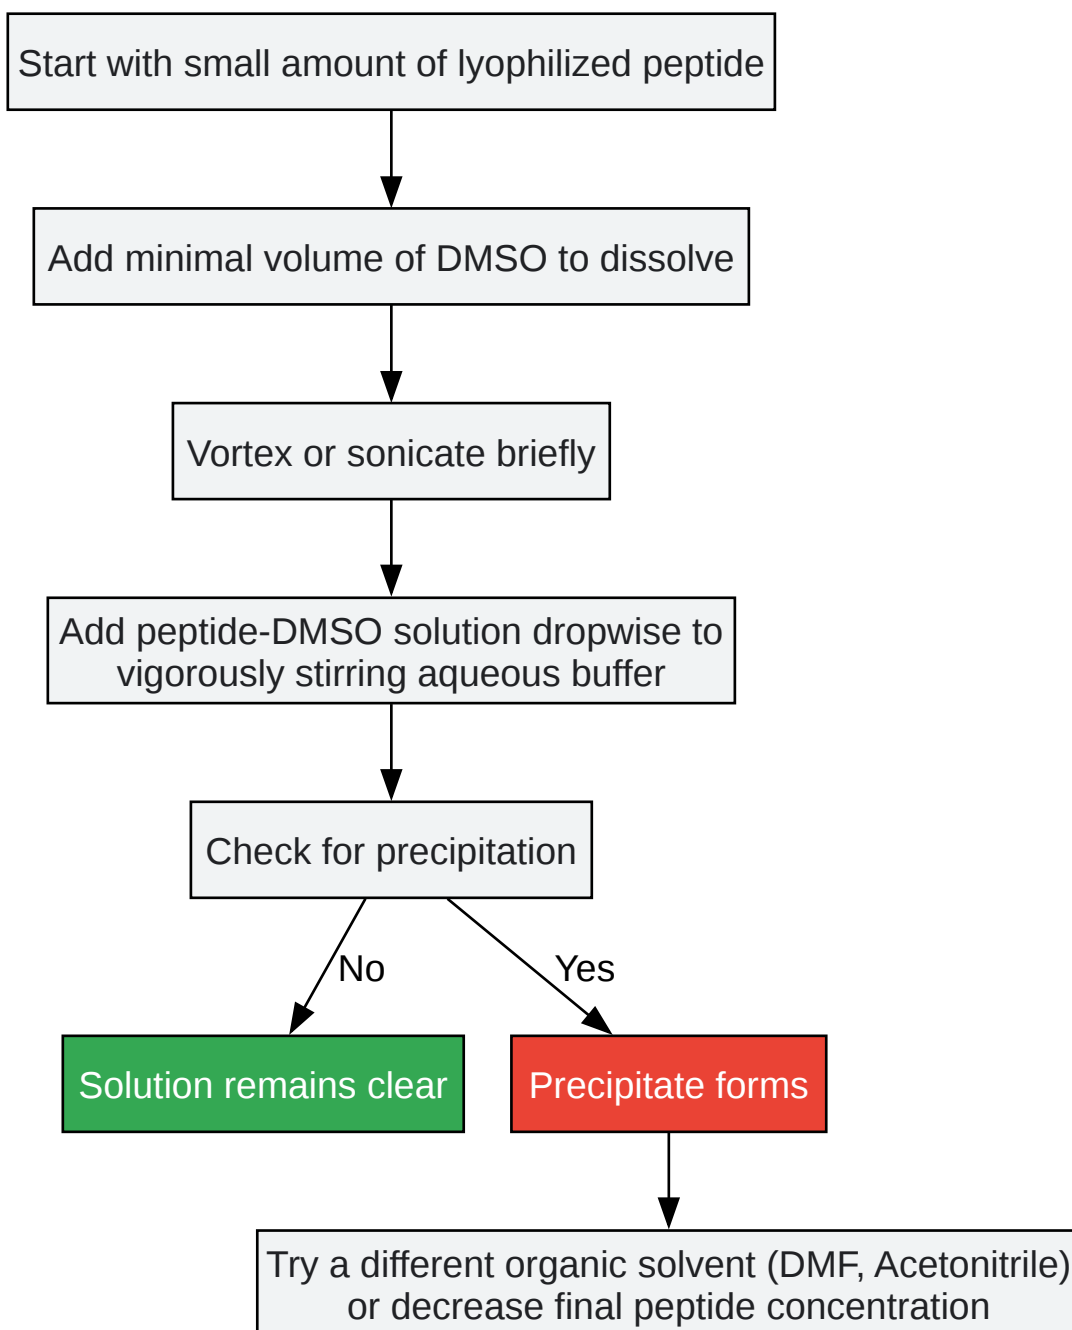 Start with small amount of lyophilized peptide
Add minimal volume of DMSO to dissolve
Vortex or sonicate briefly
Add peptide-DMSO solution dropwise to
vigorously stirring aqueous buffer
Check for precipitation
No
Yes
Solution remains clear
Precipitate forms
Try a different organic solvent (DMF, Acetonitrile)
or decrease final peptide concentration